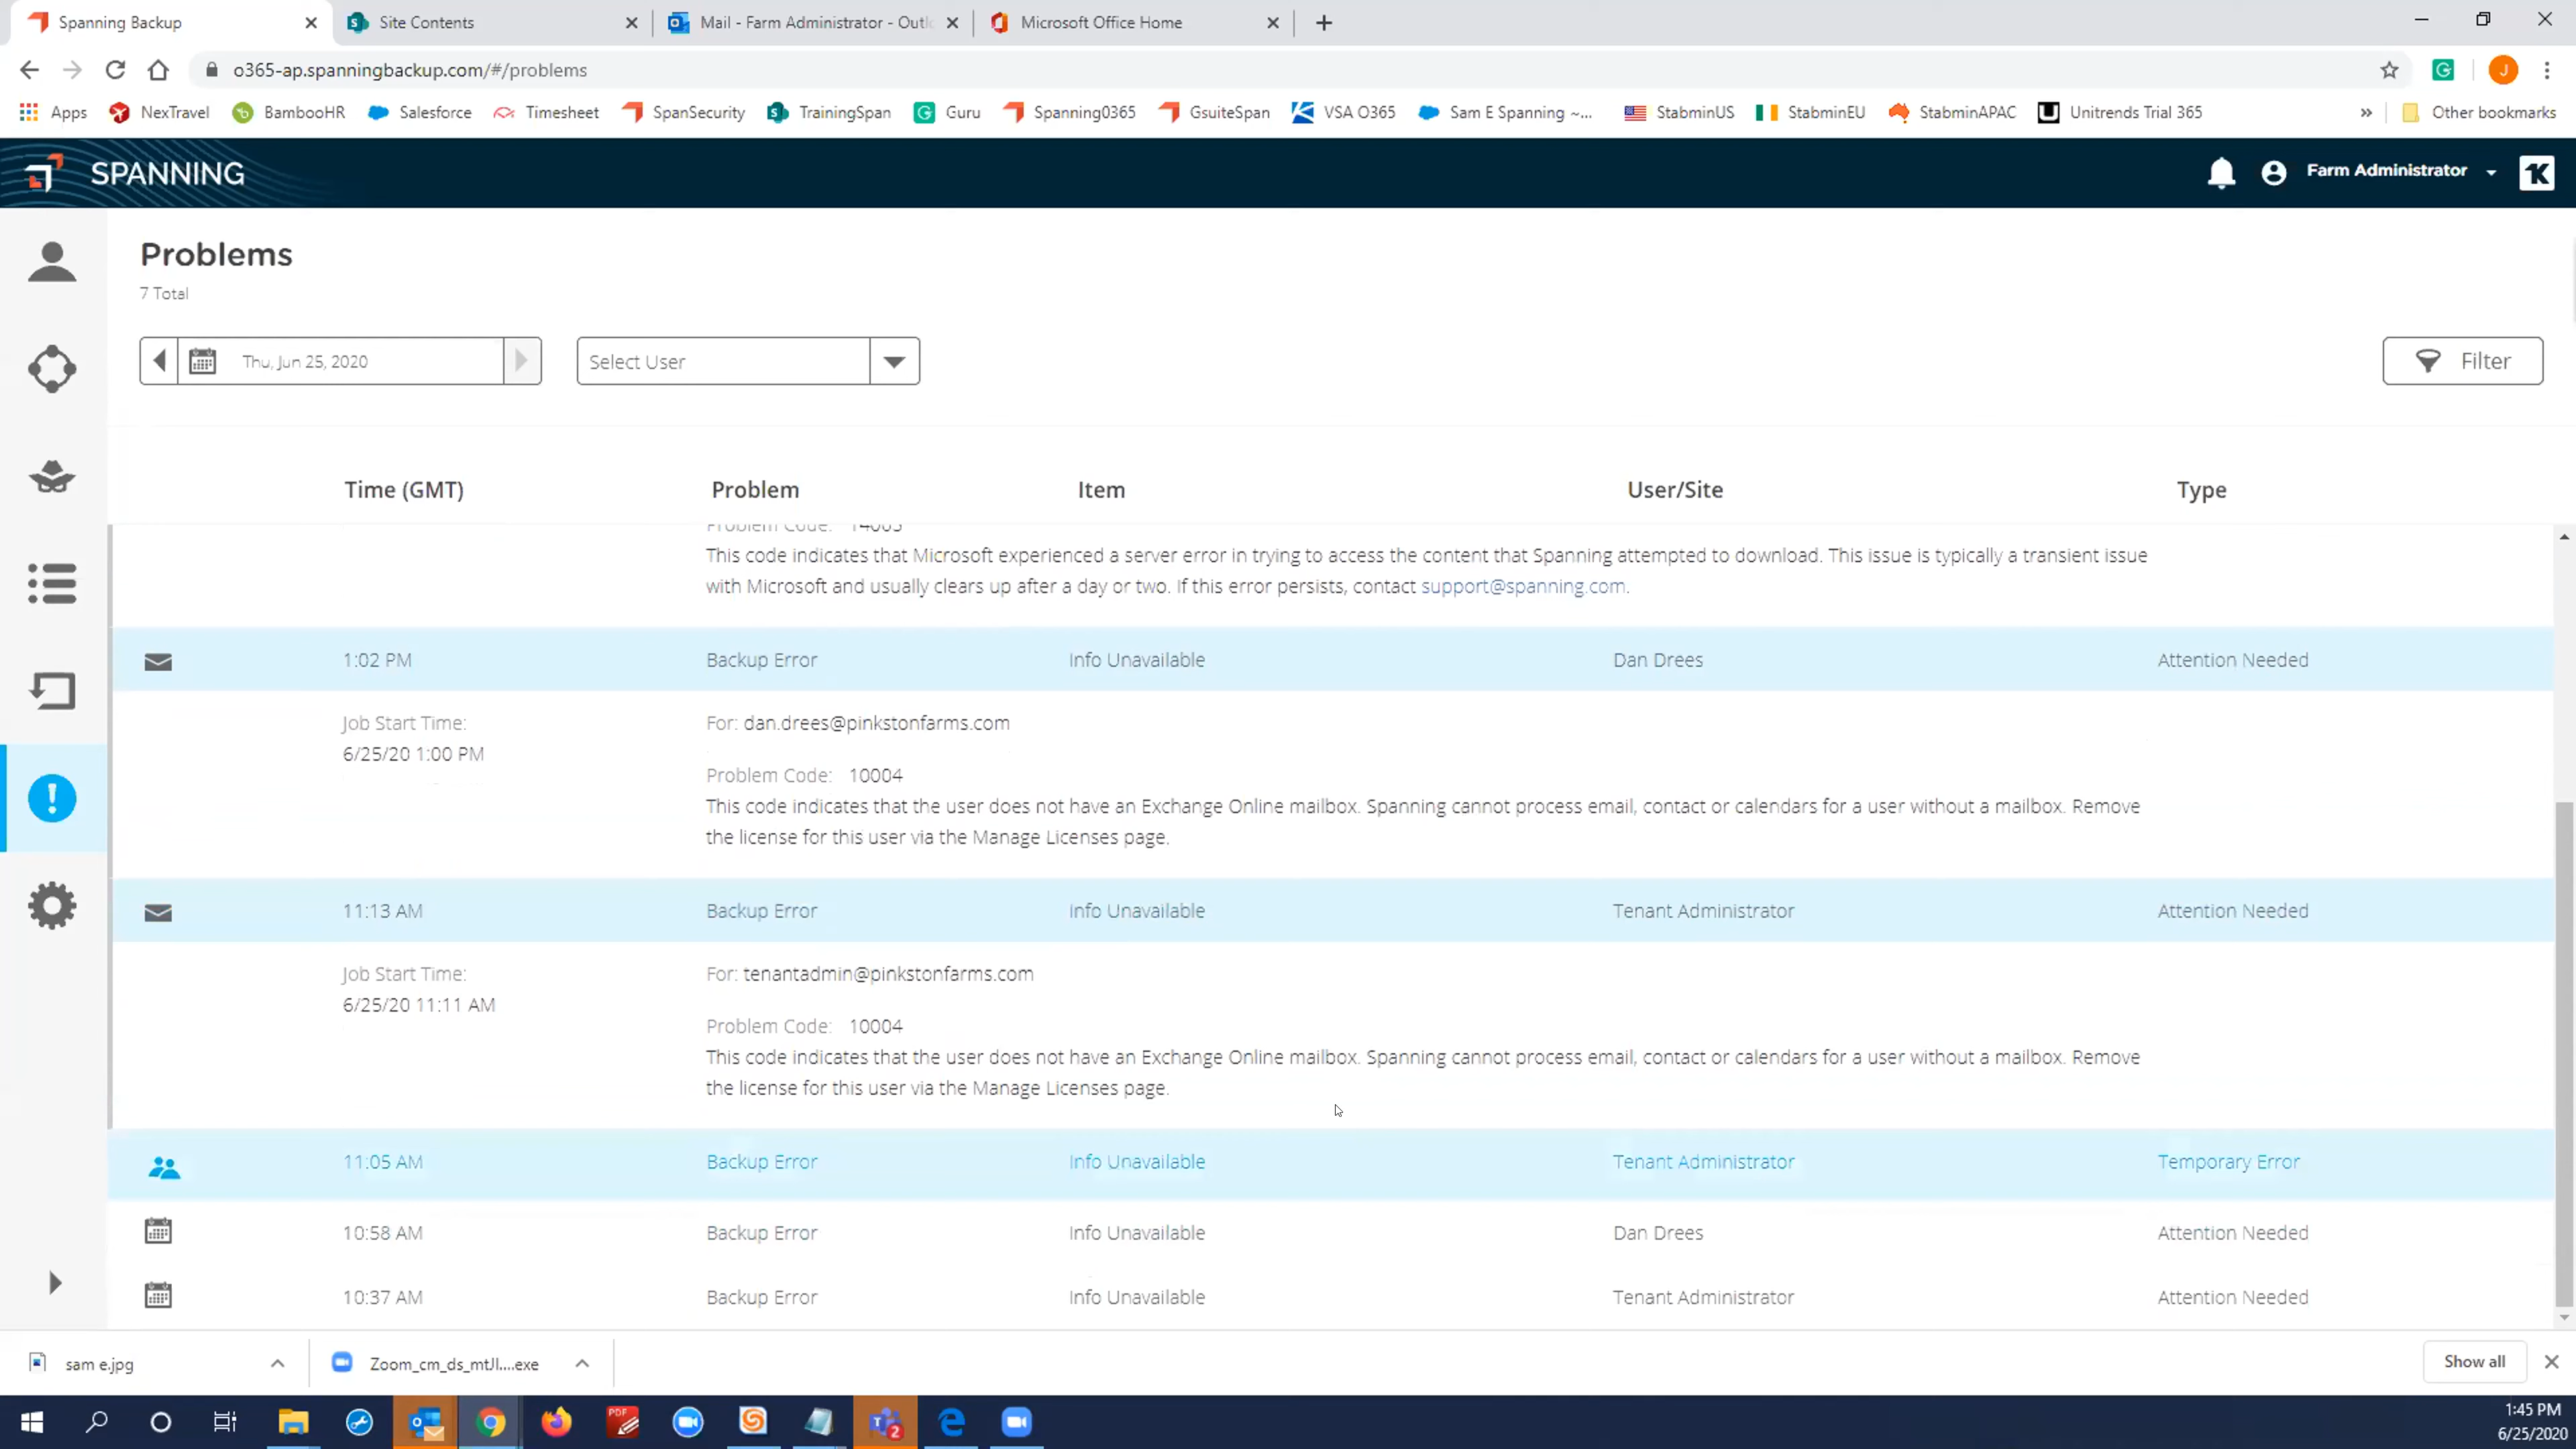 Spanning Backup
Site Contents
Mail - Farm Administrator - Outl
Microsoft Office Home
o365-ap.spanningbackup.com/#/problems
Apps NexTravel BambooHR Salesforce Timesheet SpanSecurity TrainingSpan Guru Spanning0365 GsuiteSpan VSA O365 Sam E Spanning ~... StabminUS StabminEU StabminAPAC Unitrends Trial 365 » Other bookmarks
SPANNING
Farm Administrator
Problems
7 Total
Thu, Jun 25, 2020
Select User
Filter
Time (GMT) Problem Item User/Site Type
Problem Code: 14005
This code indicates that Microsoft experienced a server error in trying to access the content that Spanning attempted to download. This issue is typically a transient issue
with Microsoft and usually clears up after a day or two. If this error persists, contact support@spanning.com.
1:02 PM Backup Error Info Unavailable Dan Drees Attention Needed
Job Start Time:
6/25/20 1:00 PM
For: dan.drees@pinkstonfarms.com
Problem Code: 10004
This code indicates that the user does not have an Exchange Online mailbox. Spanning cannot process email, contact or calendars for a user without a mailbox. Remove
the license for this user via the Manage Licenses page.
11:13 AM Backup Error Info Unavailable Tenant Administrator Attention Needed
Job Start Time:
6/25/20 11:11 AM
For: tenantadmin@pinkstonfarms.com
Problem Code: 10004
This code indicates that the user does not have an Exchange Online mailbox. Spanning cannot process email, contact or calendars for a user without a mailbox. Remove
the license for this user via the Manage Licenses page.
11:05 AM Backup Error Info Unavailable Tenant Administrator Temporary Error
10:58 AM Backup Error Info Unavailable Dan Drees Attention Needed
10:37 AM Backup Error Info Unavailable Tenant Administrator Attention Needed
sam e.jpg
Zoom_cm_ds_mtJl....exe
Show all
1:45 PM
6/25/2020